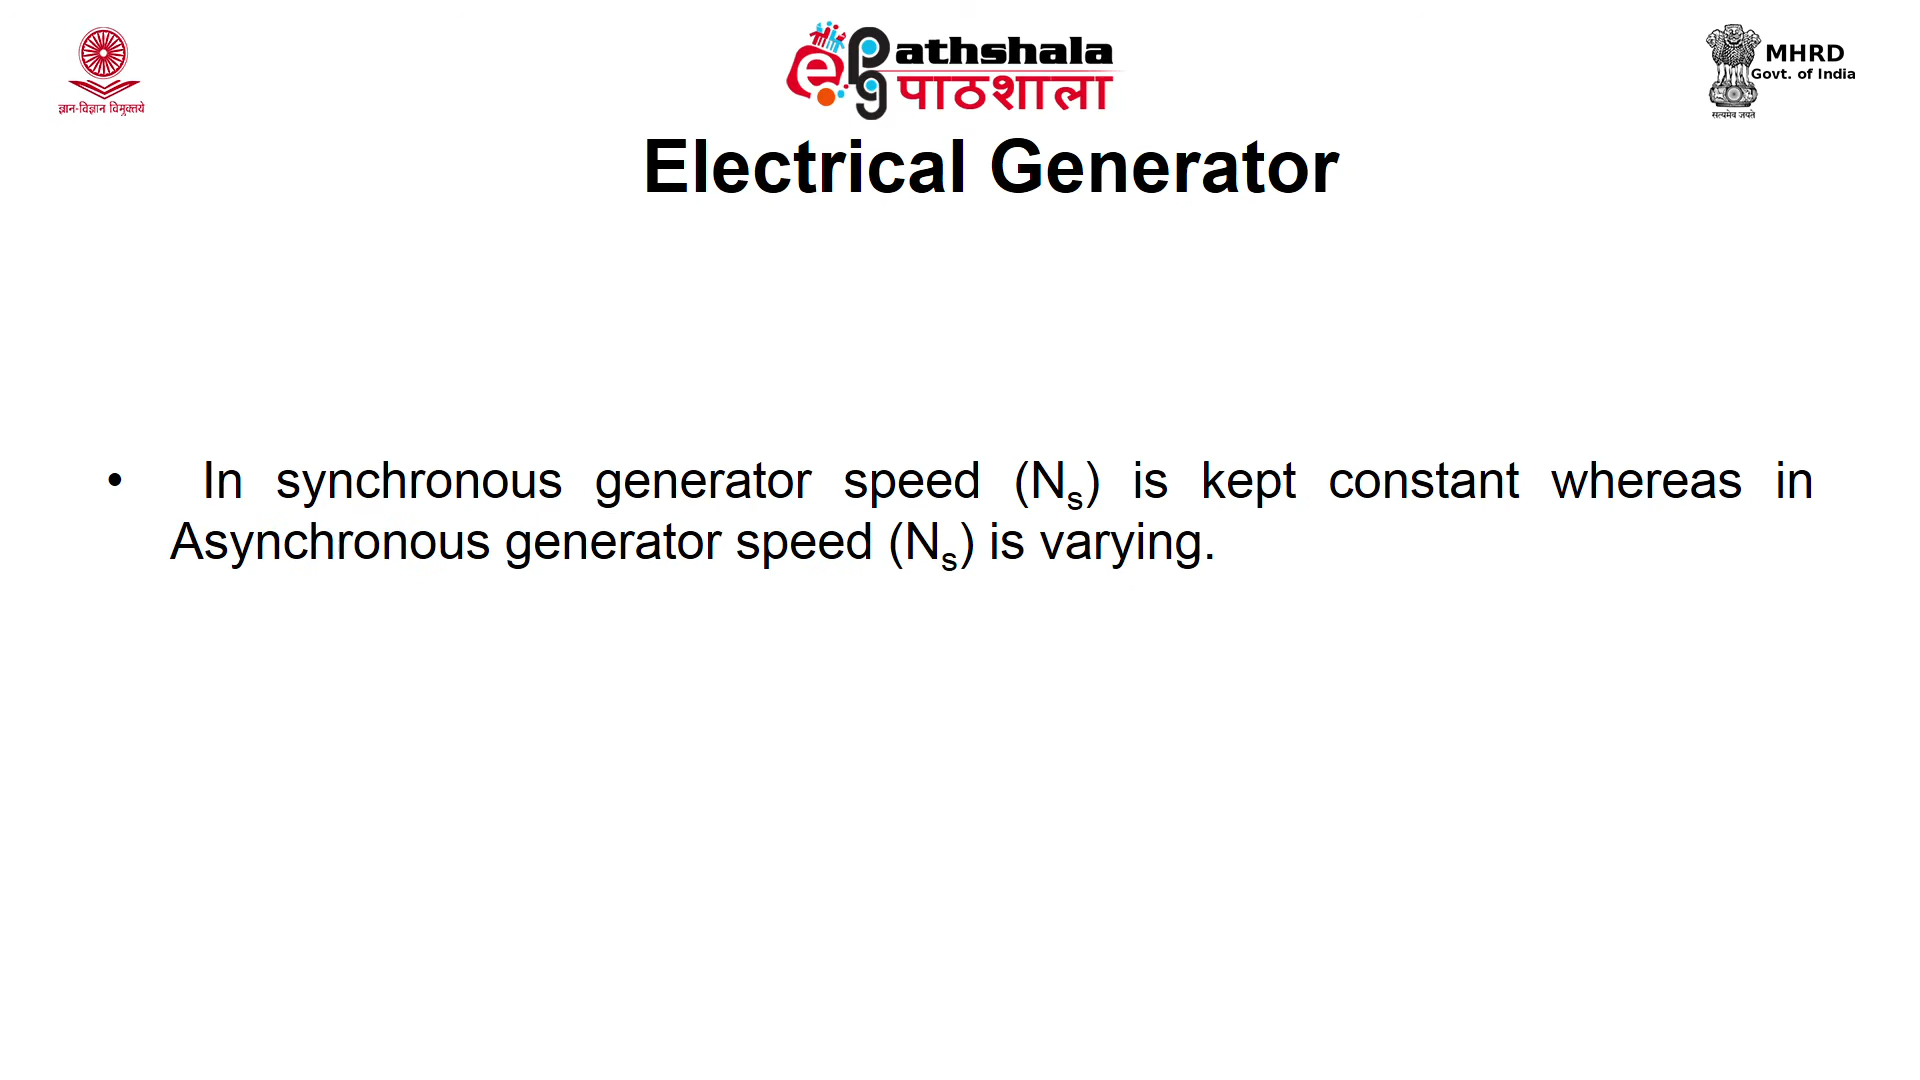 ज्ञान-विज्ञान विमुक्तये
ePathshala
पाठशाला
MHRD
Govt. of India
सत्यमेव जयते
Electrical Generator
• In synchronous generator speed (Ns) is kept constant whereas in
Asynchronous generator speed (Ns) is varying.